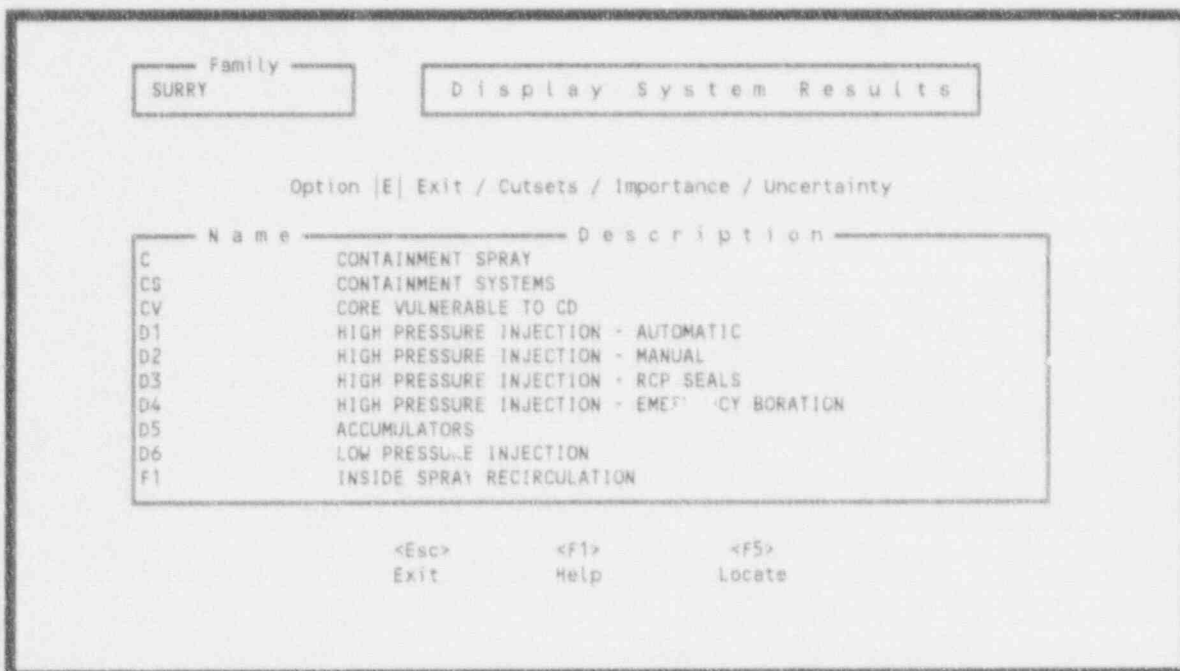 Family
SURRY
Display System Results
Option |E| Exit / Cutsets / Importance / Uncertainty
Name Description
C CONTAINMENT SPRAY
CS CONTAINMENT SYSTEMS
CV CORE VULNERABLE TO CD
D1 HIGH PRESSURE INJECTION - AUTOMATIC
D2 HIGH PRESSURE INJECTION - MANUAL
D3 HIGH PRESSURE INJECTION - RCP SEALS
D4 HIGH PRESSURE INJECTION - BORATION
D5 ACCUMULATORS
D6 LOW PRESSURE INJECTION
F1 INSIDE SPRAY RECIRCULATION
<Esc> <F1> <F5>
Exit Help Locate